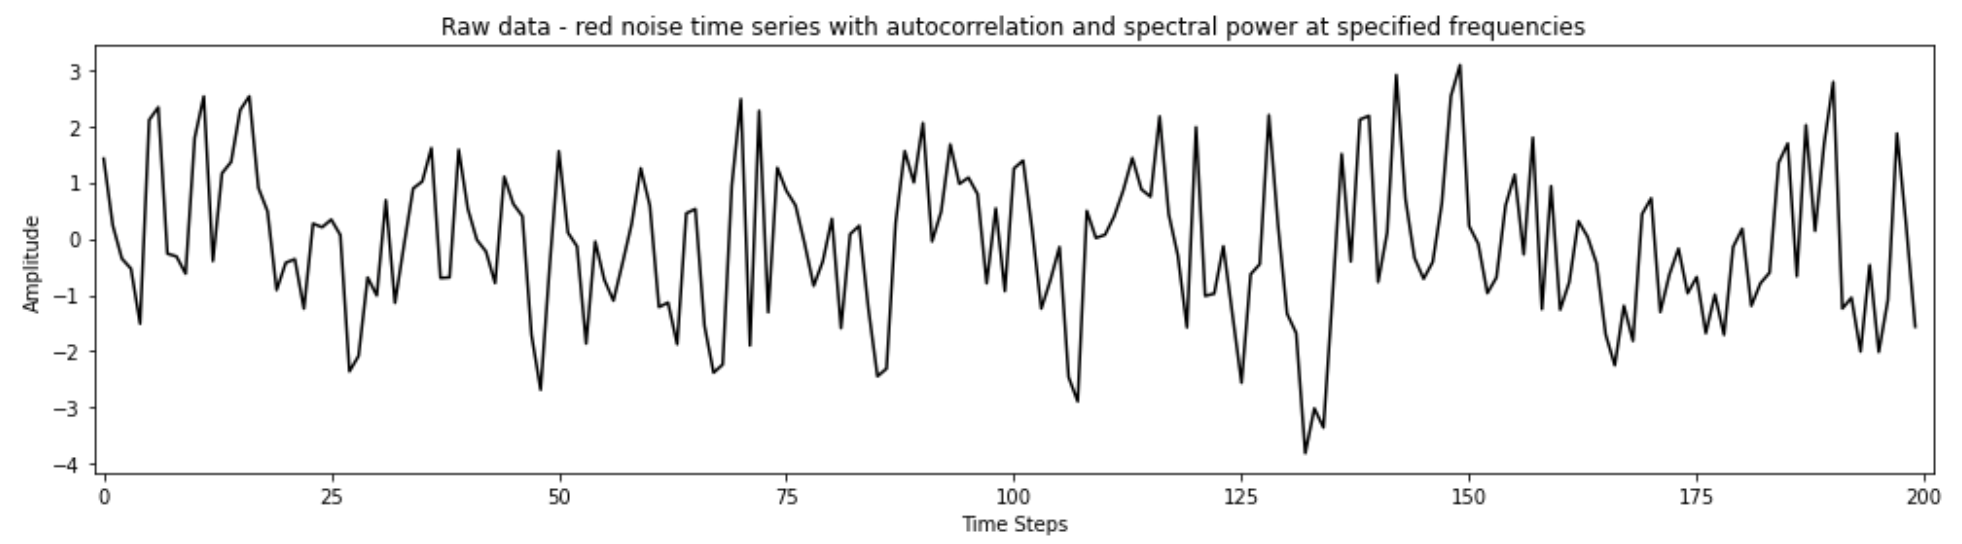 Raw data - red noise time series with autocorrelation and spectral power at specified frequencies
Amplitude
3
2
1
0
−1
−2
−3
−4
0 25 50 75 100 125 150 175 200
Time Steps